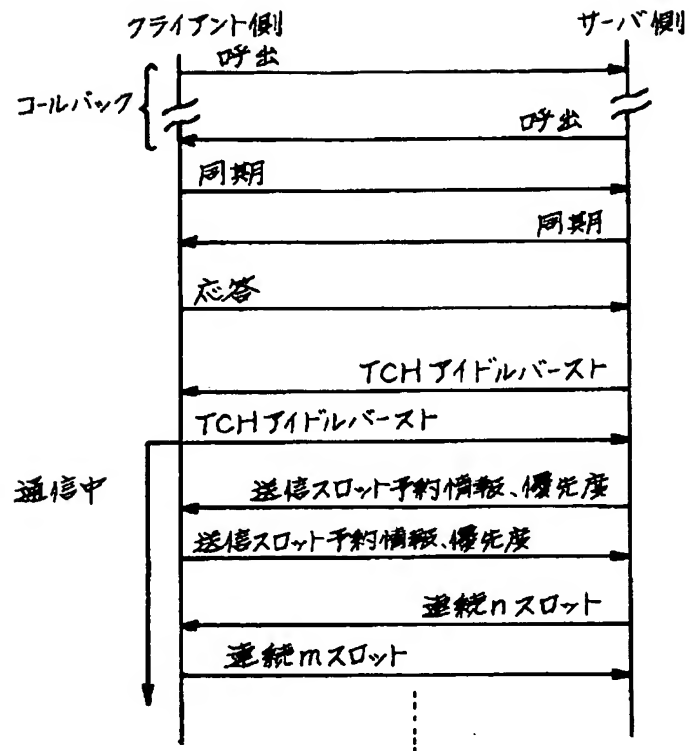 クライアント側
サーバ側
呼出
コールバック
呼出
同期
同期
応答
TCHアイドルバースト
TCHアイドルバースト
通信中
送信スロット予約情報、優先度
送信スロット予約情報、優先度
連続nスロット
連続mスロット